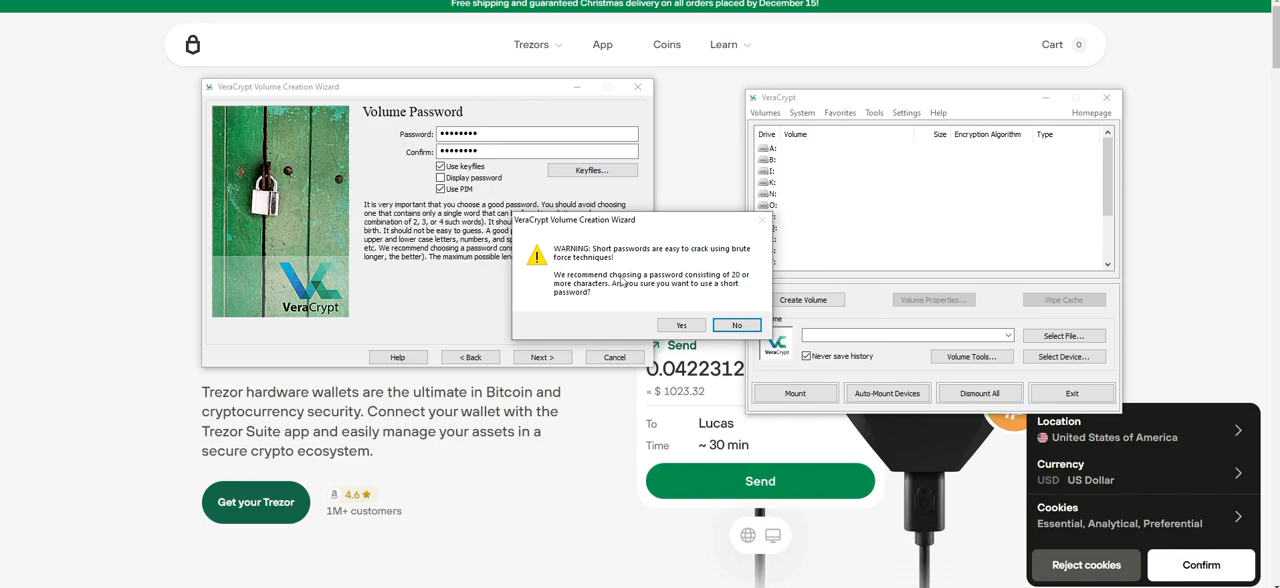 Free shipping and guaranteed Christmas delivery on all orders placed by December 15!
Trezors
App
Coins
Learn
Cart
0
VeraCrypt Volume Creation Wizard
Volume Password
Password: ••••••••
Confirm: ••••••••
Use keyfiles
Keyfiles...
Display password
Use PIM
It is very important that you choose a good password. You should avoid choosing
one that contains only a single word that can
combination of 2, 3, or 4 such words). It
birth. It should not be easy to guess. A good
upper and lower case letters, numbers, and
etc. We recommend choosing a password
longer, the better). The maximum possible
VeraCrypt
Help
< Back
Next >
Cancel
VeraCrypt Volume Creation Wizard
WARNING: Short passwords are easy to crack using brute
force techniques!
We recommend choosing a password consisting of 20 or
more characters. Are you sure you want to use a short
password?
Yes
No
VeraCrypt
Volumes System Favorites Tools Settings Help Homepage
Drive Volume Size Encryption Algorithm Type
A:
B:
I:
K:
N:
O:
Create Volume
Volume Properties...
Wipe Cache
VeraCrypt
Select File...
Never save history
Volume Tools...
Select Device...
Mount
Auto-Mount Devices
Dismount All
Exit
Trezor hardware wallets are the ultimate in Bitcoin and
cryptocurrency security. Connect your wallet with the
Trezor Suite app and easily manage your assets in a
secure crypto ecosystem.
Get your Trezor
a 4.6
1M+ customers
Send
0.0422312
≈ $ 1023.32
To Lucas
Time ~ 30 min
Send
Location
United States of America
Currency
USD US Dollar
Cookies
Essential, Analytical, Preferential
Reject cookies
Confirm